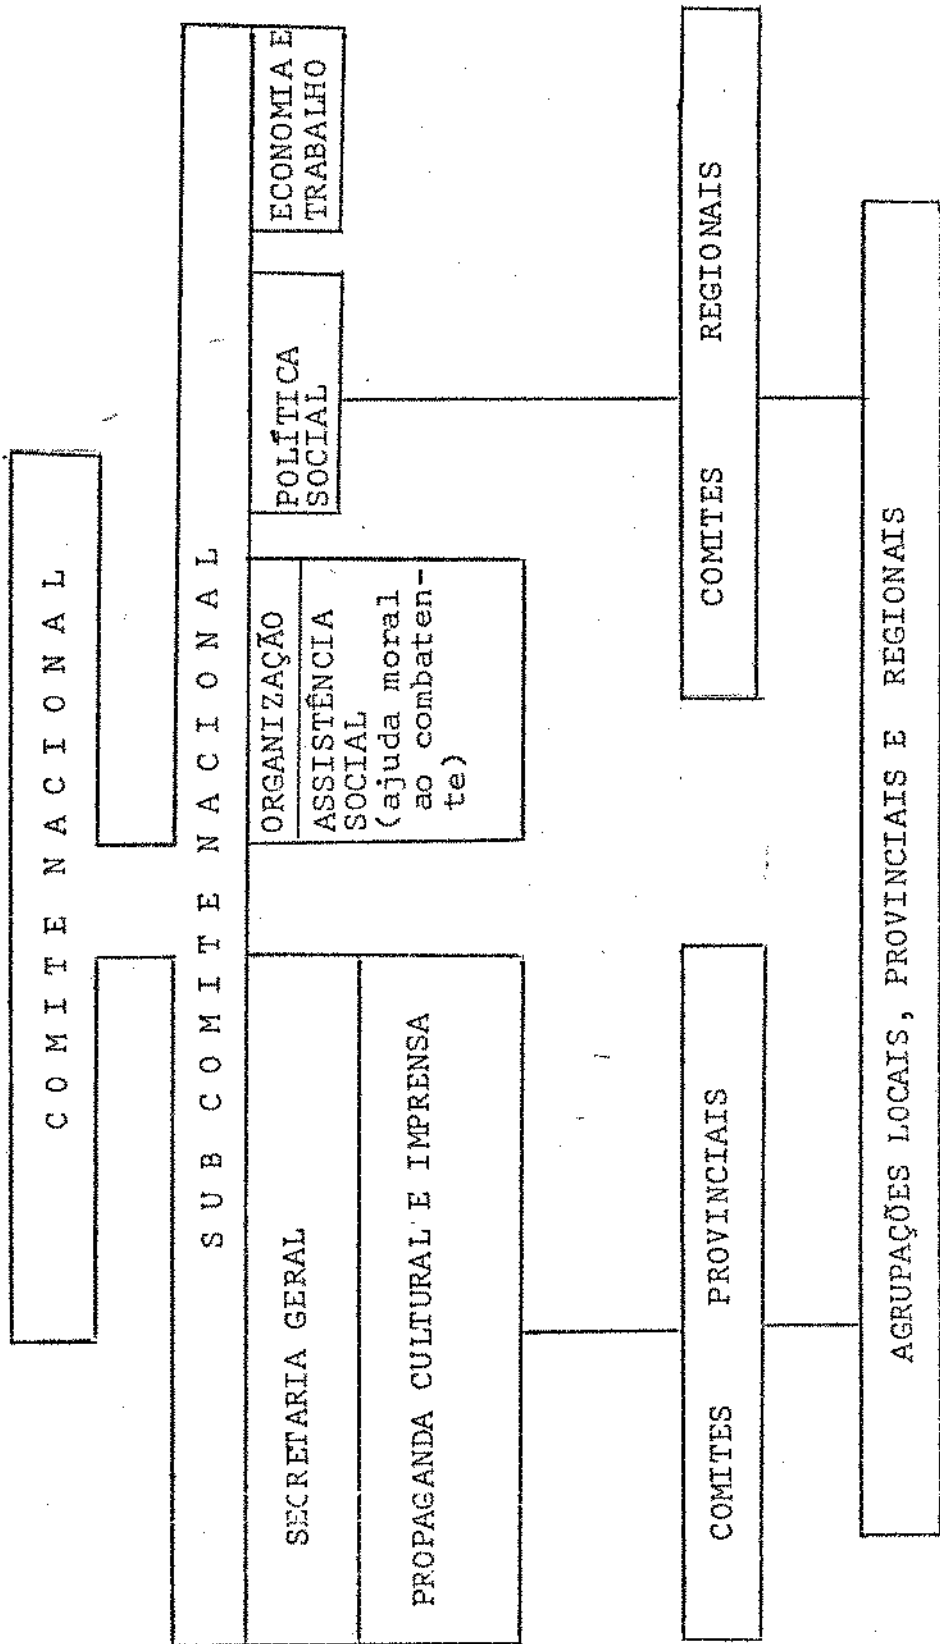 COMITE NACIONAL
SUB COMITE NACIONAL
SECRETARIA GERAL
PROPAGANDA CULTURAL E IMPRENSA
ORGANIZAÇÃO
ASSISTÊNCIA
SOCIAL
(ajuda moral
ao combaten-
te)
POLÍTICA
SOCIAL
ECONOMIA E
TRABALHO
COMITES PROVINCIAIS
COMITES REGIONAIS
AGRUPAÇÕES LOCAIS, PROVINCIAIS E REGIONAIS